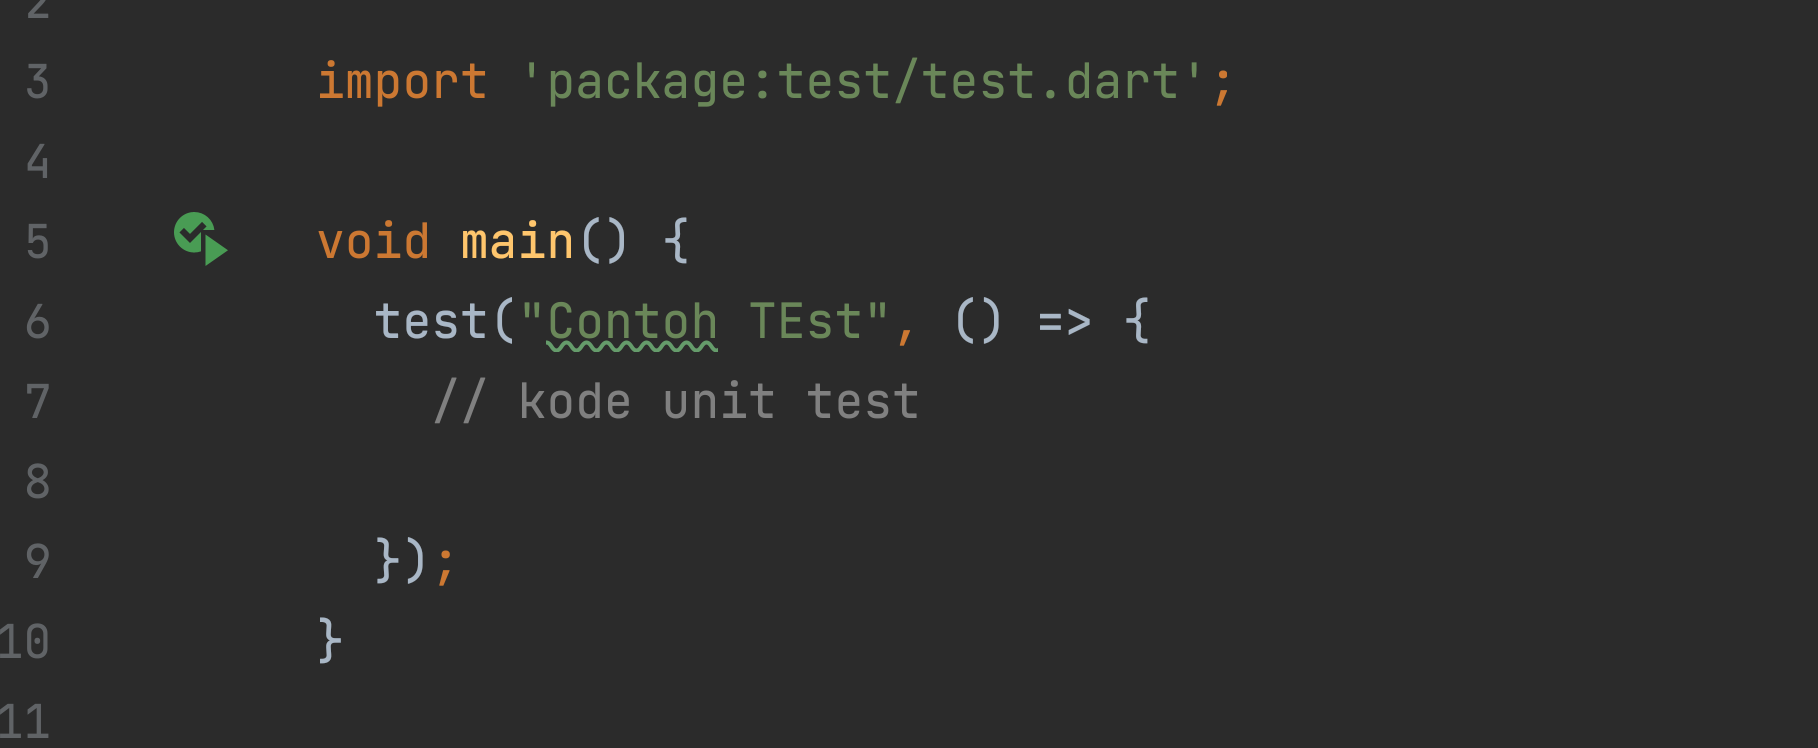 2
3 import 'package:test/test.dart';
4
5 void main() {
6 test("Contoh TEst", () => {
7 // kode unit test
8
9 });
10 }
11